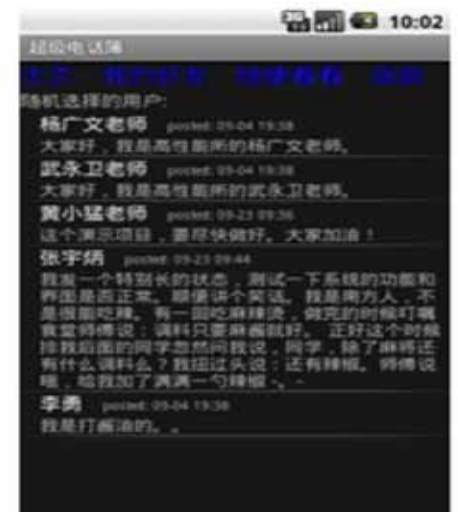 10:02
超级电话簿
主页 我的好友 随便看看
随机选择的用户:
杨广文老师 posted: 09-04 19:38
大家好，我是高性能所的杨广文老师。
武永卫老师 posted: 09-04 19:38
大家好，我是高性能所的武永卫老师。
黄小猛老师 posted: 09-23 09:36
这个演示项目，要尽快做好。大家加油！
张宇炳 posted: 09-23 09:44
我发一个特别长的状态，测试一下系统的功能和
界面是否正常。顺便讲个笑话。我是南方人，不
是很能吃辣。有一回吃麻辣烫，做完的时候叮嘱
食堂师傅说：调料只要麻酱就好。 正好这个时候
排我后面的同学忽然问我说，同学，除了麻将还
有什么调料么？我扭过头说：还有辣椒。师傅说
哦，给我加了满满一勺辣椒 -。-
李勇 posted: 09-04 19:38
我是打酱油的。。